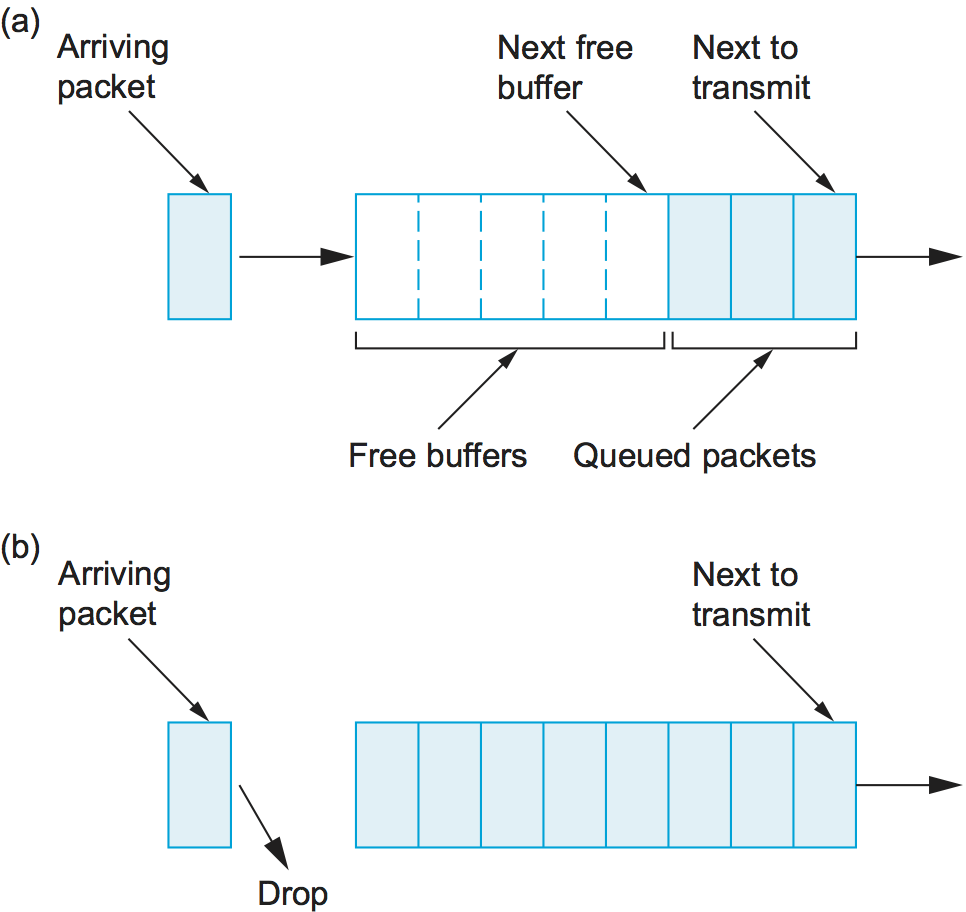 (a)
Arriving
packet
Next free
buffer
Next to
transmit
Free buffers
Queued packets
(b)
Arriving
packet
Next to
transmit
Drop